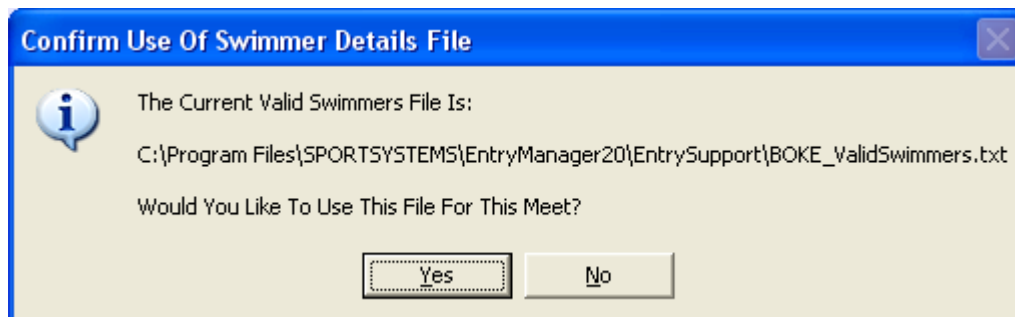 Confirm Use Of Swimmer Details File
The Current Valid Swimmers File Is:
C:\Program Files\SPORTSYSTEMS\EntryManager20\EntrySupport\BOKE_ValidSwimmers.txt
Would You Like To Use This File For This Meet?
Yes No